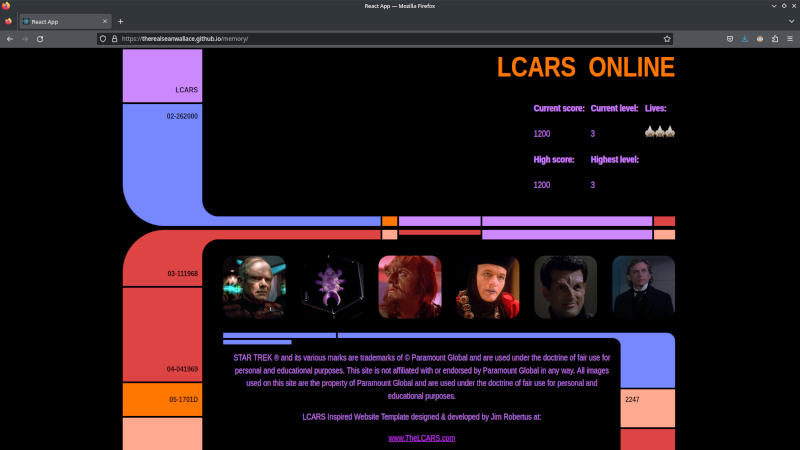 React App — Mozilla Firefox
React App
https://therealseanwallace.github.io/memory/
LCARS
02-262000
LCARS ONLINE
Current score: Current level: Lives:
1200 3
High score: Highest level:
1200 3
03-111968
04-041969
05-1701D
STAR TREK ® and its various marks are trademarks of © Paramount Global and are used under the doctrine of fair use for
personal and educational purposes. This site is not affiliated with or endorsed by Paramount Global in any way. All images
used on this site are the property of Paramount Global and are used under the doctrine of fair use for personal and
educational purposes.
LCARS Inspired Website Template designed & developed by Jim Robertus at:
www.TheLCARS.com
2247